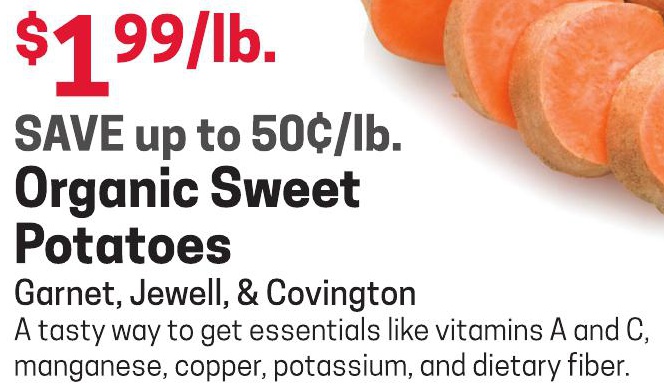 $1.99/lb.
SAVE up to 50¢/lb.
Organic Sweet
Potatoes
Garnet, Jewell, & Covington
A tasty way to get essentials like vitamins A and C,
manganese, copper, potassium, and dietary fiber.